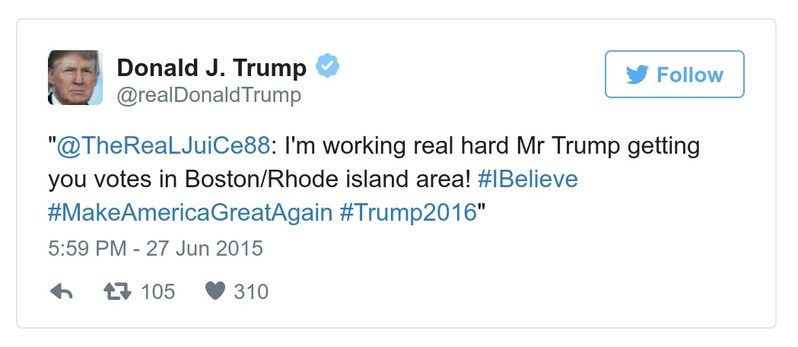 Donald J. Trump
@realDonaldTrump
Follow
"@TheReaLJuiCe88: I'm working real hard Mr Trump getting
you votes in Boston/Rhode island area! #IBelieve
#MakeAmericaGreatAgain #Trump2016"
5:59 PM - 27 Jun 2015
105 310